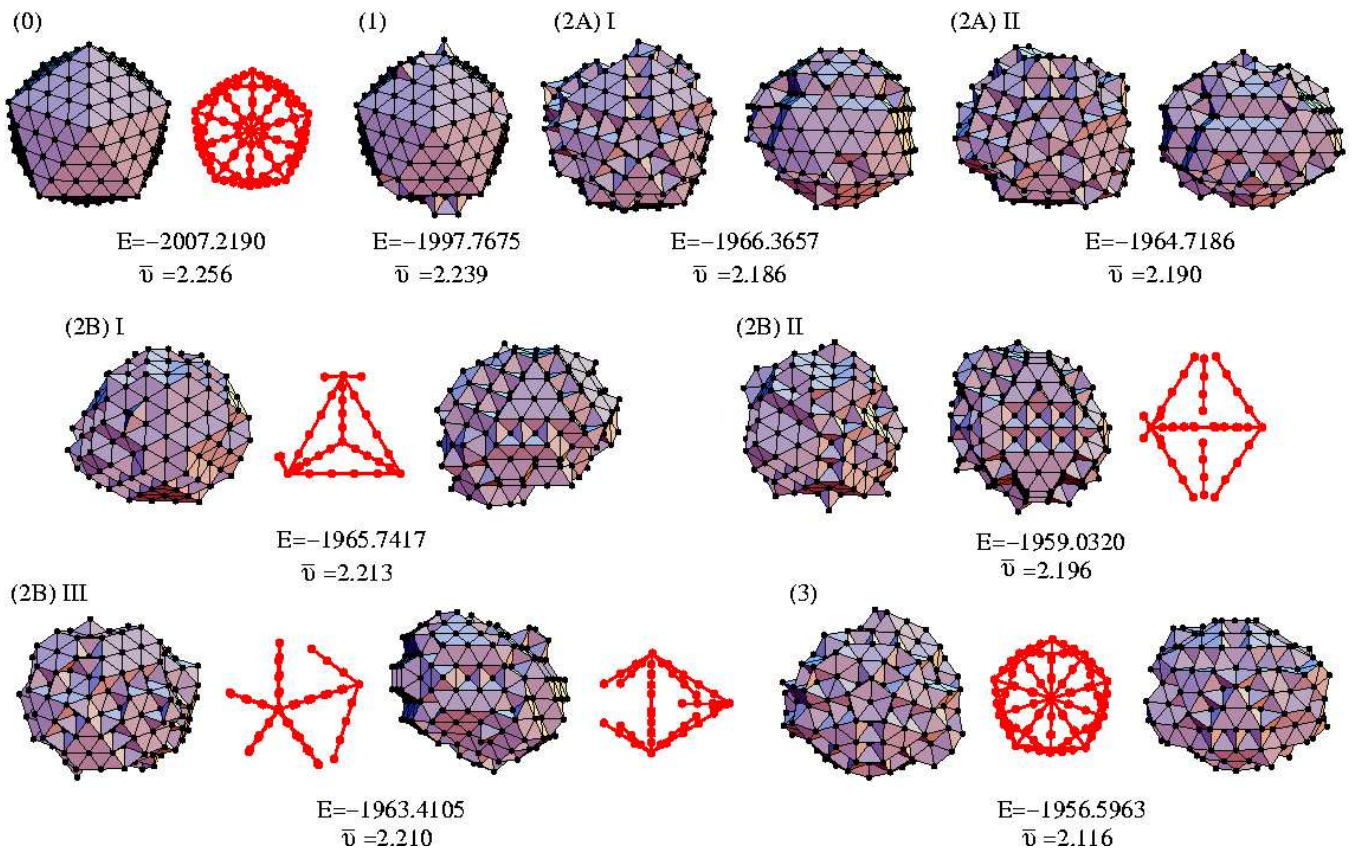 (0)
(1)
(2A) I
(2A) II
E=−2007.2190
ῡ =2.256
E=−1997.7675
ῡ =2.239
E=−1966.3657
ῡ =2.186
E=−1964.7186
ῡ =2.190
(2B) I
(2B) II
E=−1965.7417
ῡ =2.213
E=−1959.0320
ῡ =2.196
(2B) III
(3)
E=−1963.4105
ῡ =2.210
E=−1956.5963
ῡ =2.116